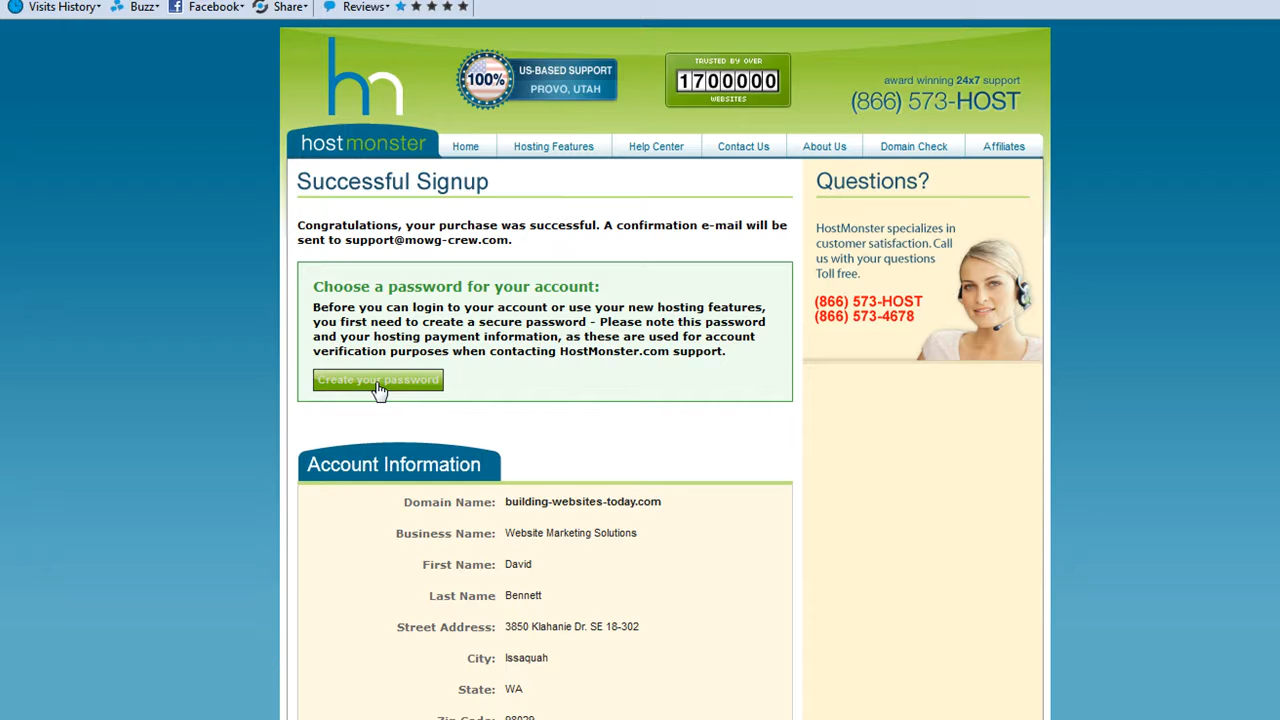 Visits History
Buzz
Facebook
Share
Reviews
hn
hostmonster
100%
US-BASED SUPPORT
PROVO, UTAH
TRUSTED BY OVER
1700000
WEBSITES
award winning 24x7 support
(866) 573-HOST
Home
Hosting Features
Help Center
Contact Us
About Us
Domain Check
Affiliates
Successful Signup
Congratulations, your purchase was successful. A confirmation e-mail will be
sent to support@mowg-crew.com.
Choose a password for your account:
Before you can login to your account or use your new hosting features,
you first need to create a secure password - Please note this password
and your hosting payment information, as these are used for account
verification purposes when contacting HostMonster.com support.
Create your password
Account Information
Domain Name: building-websites-today.com
Business Name: Website Marketing Solutions
First Name: David
Last Name Bennett
Street Address: 3850 Klahanie Dr. SE 18-302
City: Issaquah
State: WA
Zip Code: 98029
Questions?
HostMonster specializes in
customer satisfaction. Call
us with your questions
Toll free.
(866) 573-HOST
(866) 573-4678